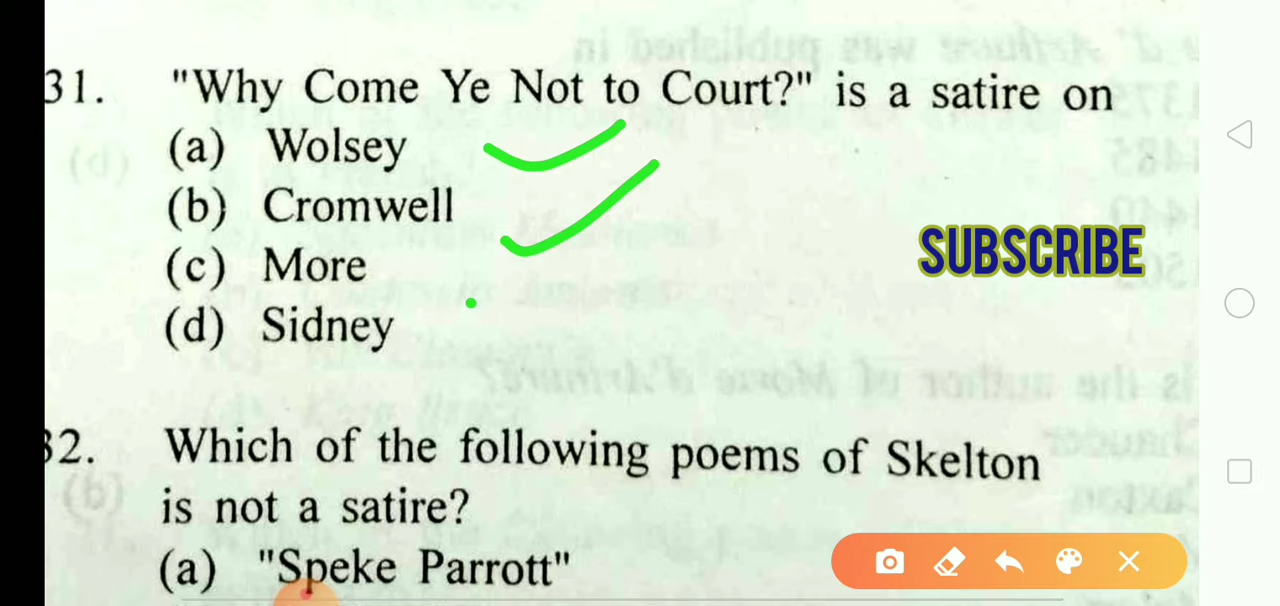 31. "Why Come Ye Not to Court?" is a satire on
(a) Wolsey
(b) Cromwell
(c) More
(d) Sidney
SUBSCRIBE
32. Which of the following poems of Skelton
is not a satire?
(a) "Speke Parrott"